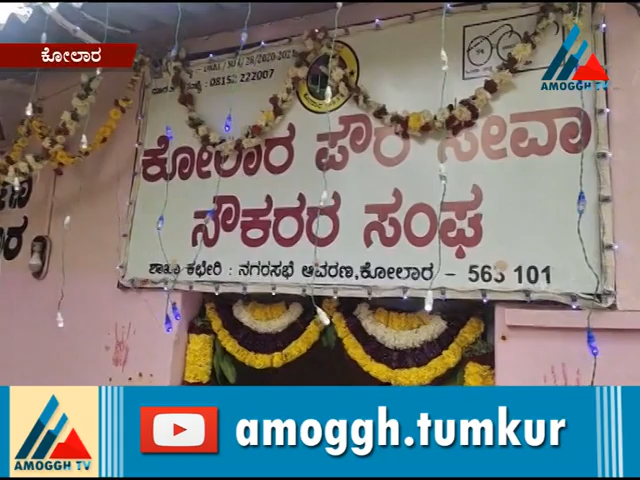 ಕೋಲಾರ
AMOGGH TV
08152 222007
ಕೋಲಾರ ಪೌರ ಸೇವಾ
ನೌಕರರ ಸಂಘ
ಶಾಖಾ ಕಛೇರಿ : ನಗರಸಭೆ ಆವರಣ, ಕೋಲಾರ - 563 101
AMOGGH TV
amoggh.tumkur